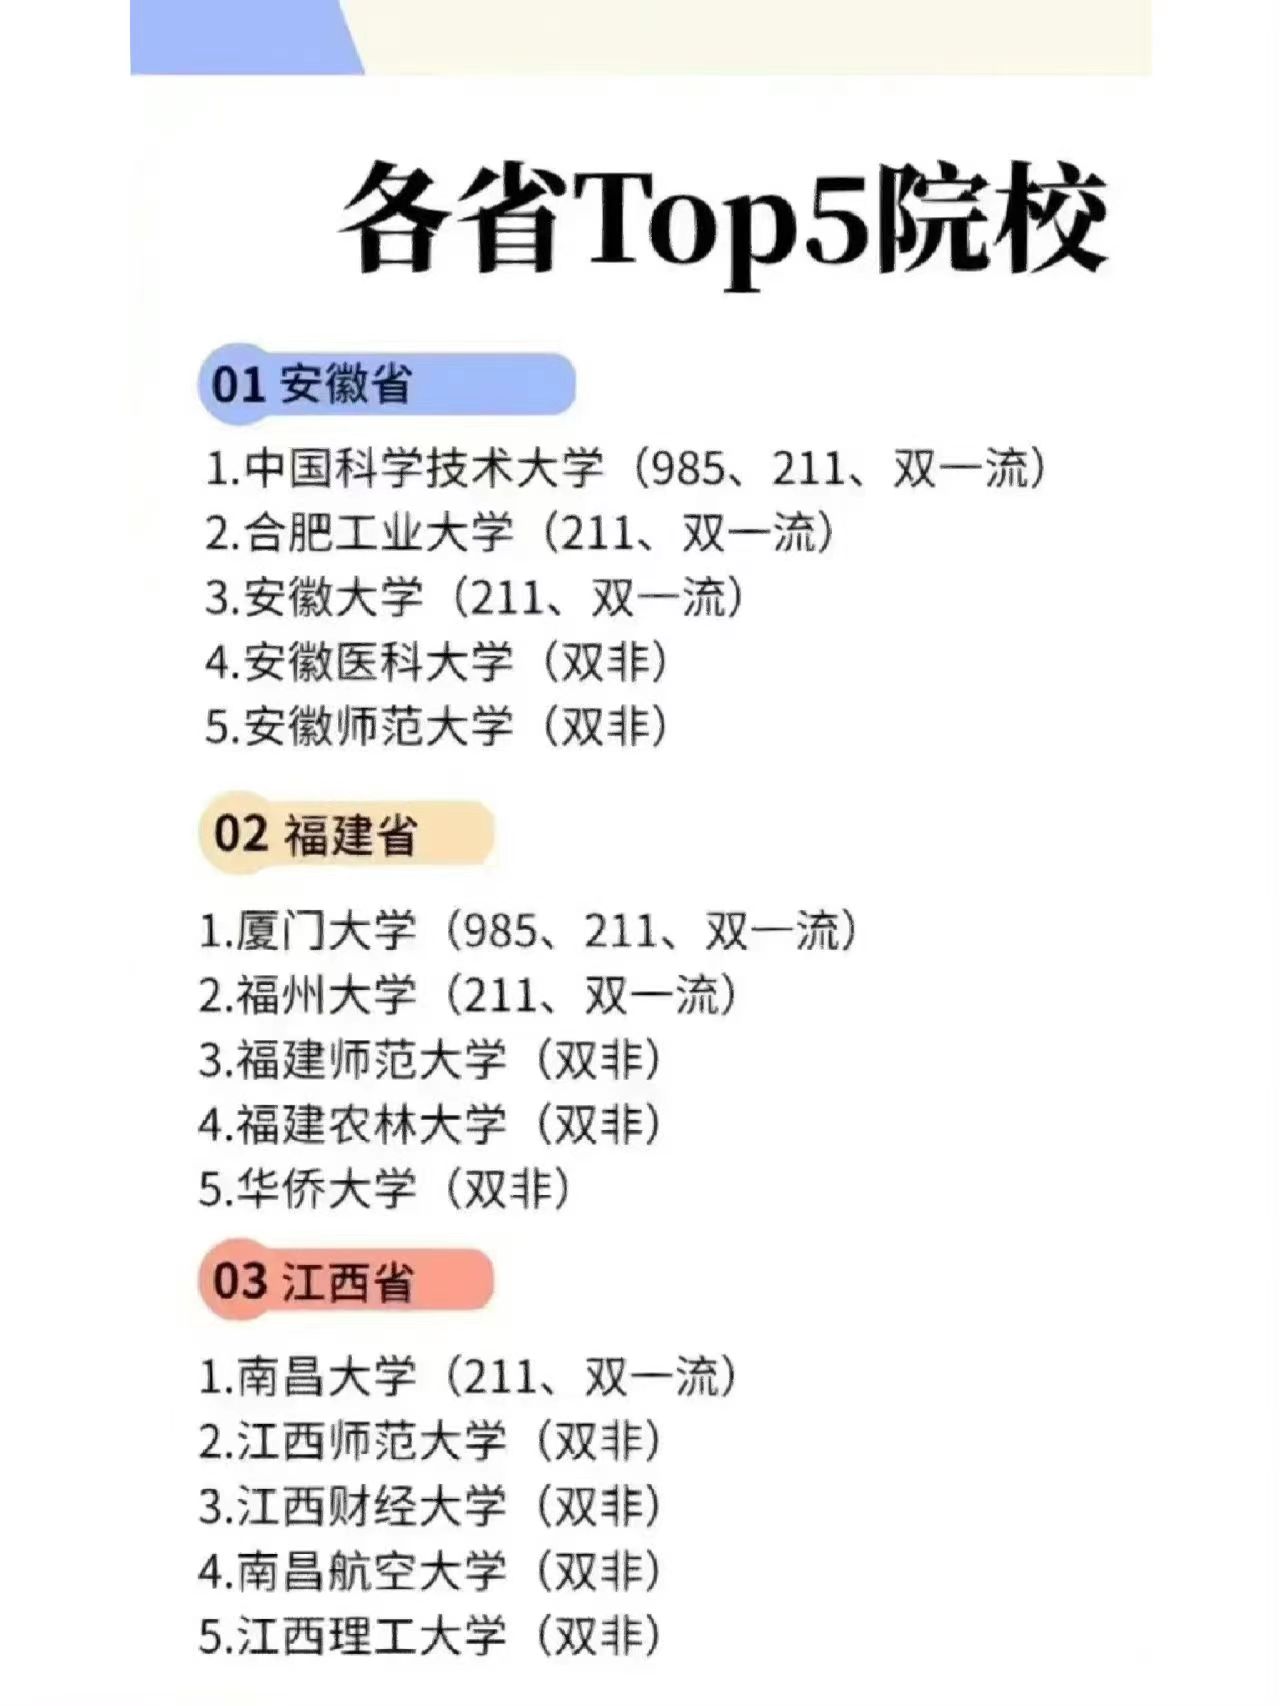 各省Top5院校
01 安徽省
1.中国科学技术大学（985、211、双一流）
2.合肥工业大学（211、双一流）
3.安徽大学（211、双一流）
4.安徽医科大学（双非）
5.安徽师范大学（双非）
02 福建省
1.厦门大学（985、211、双一流）
2.福州大学（211、双一流）
3.福建师范大学（双非）
4.福建农林大学（双非）
5.华侨大学（双非）
03 江西省
1.南昌大学（211、双一流）
2.江西师范大学（双非）
3.江西财经大学（双非）
4.南昌航空大学（双非）
5.江西理工大学（双非）